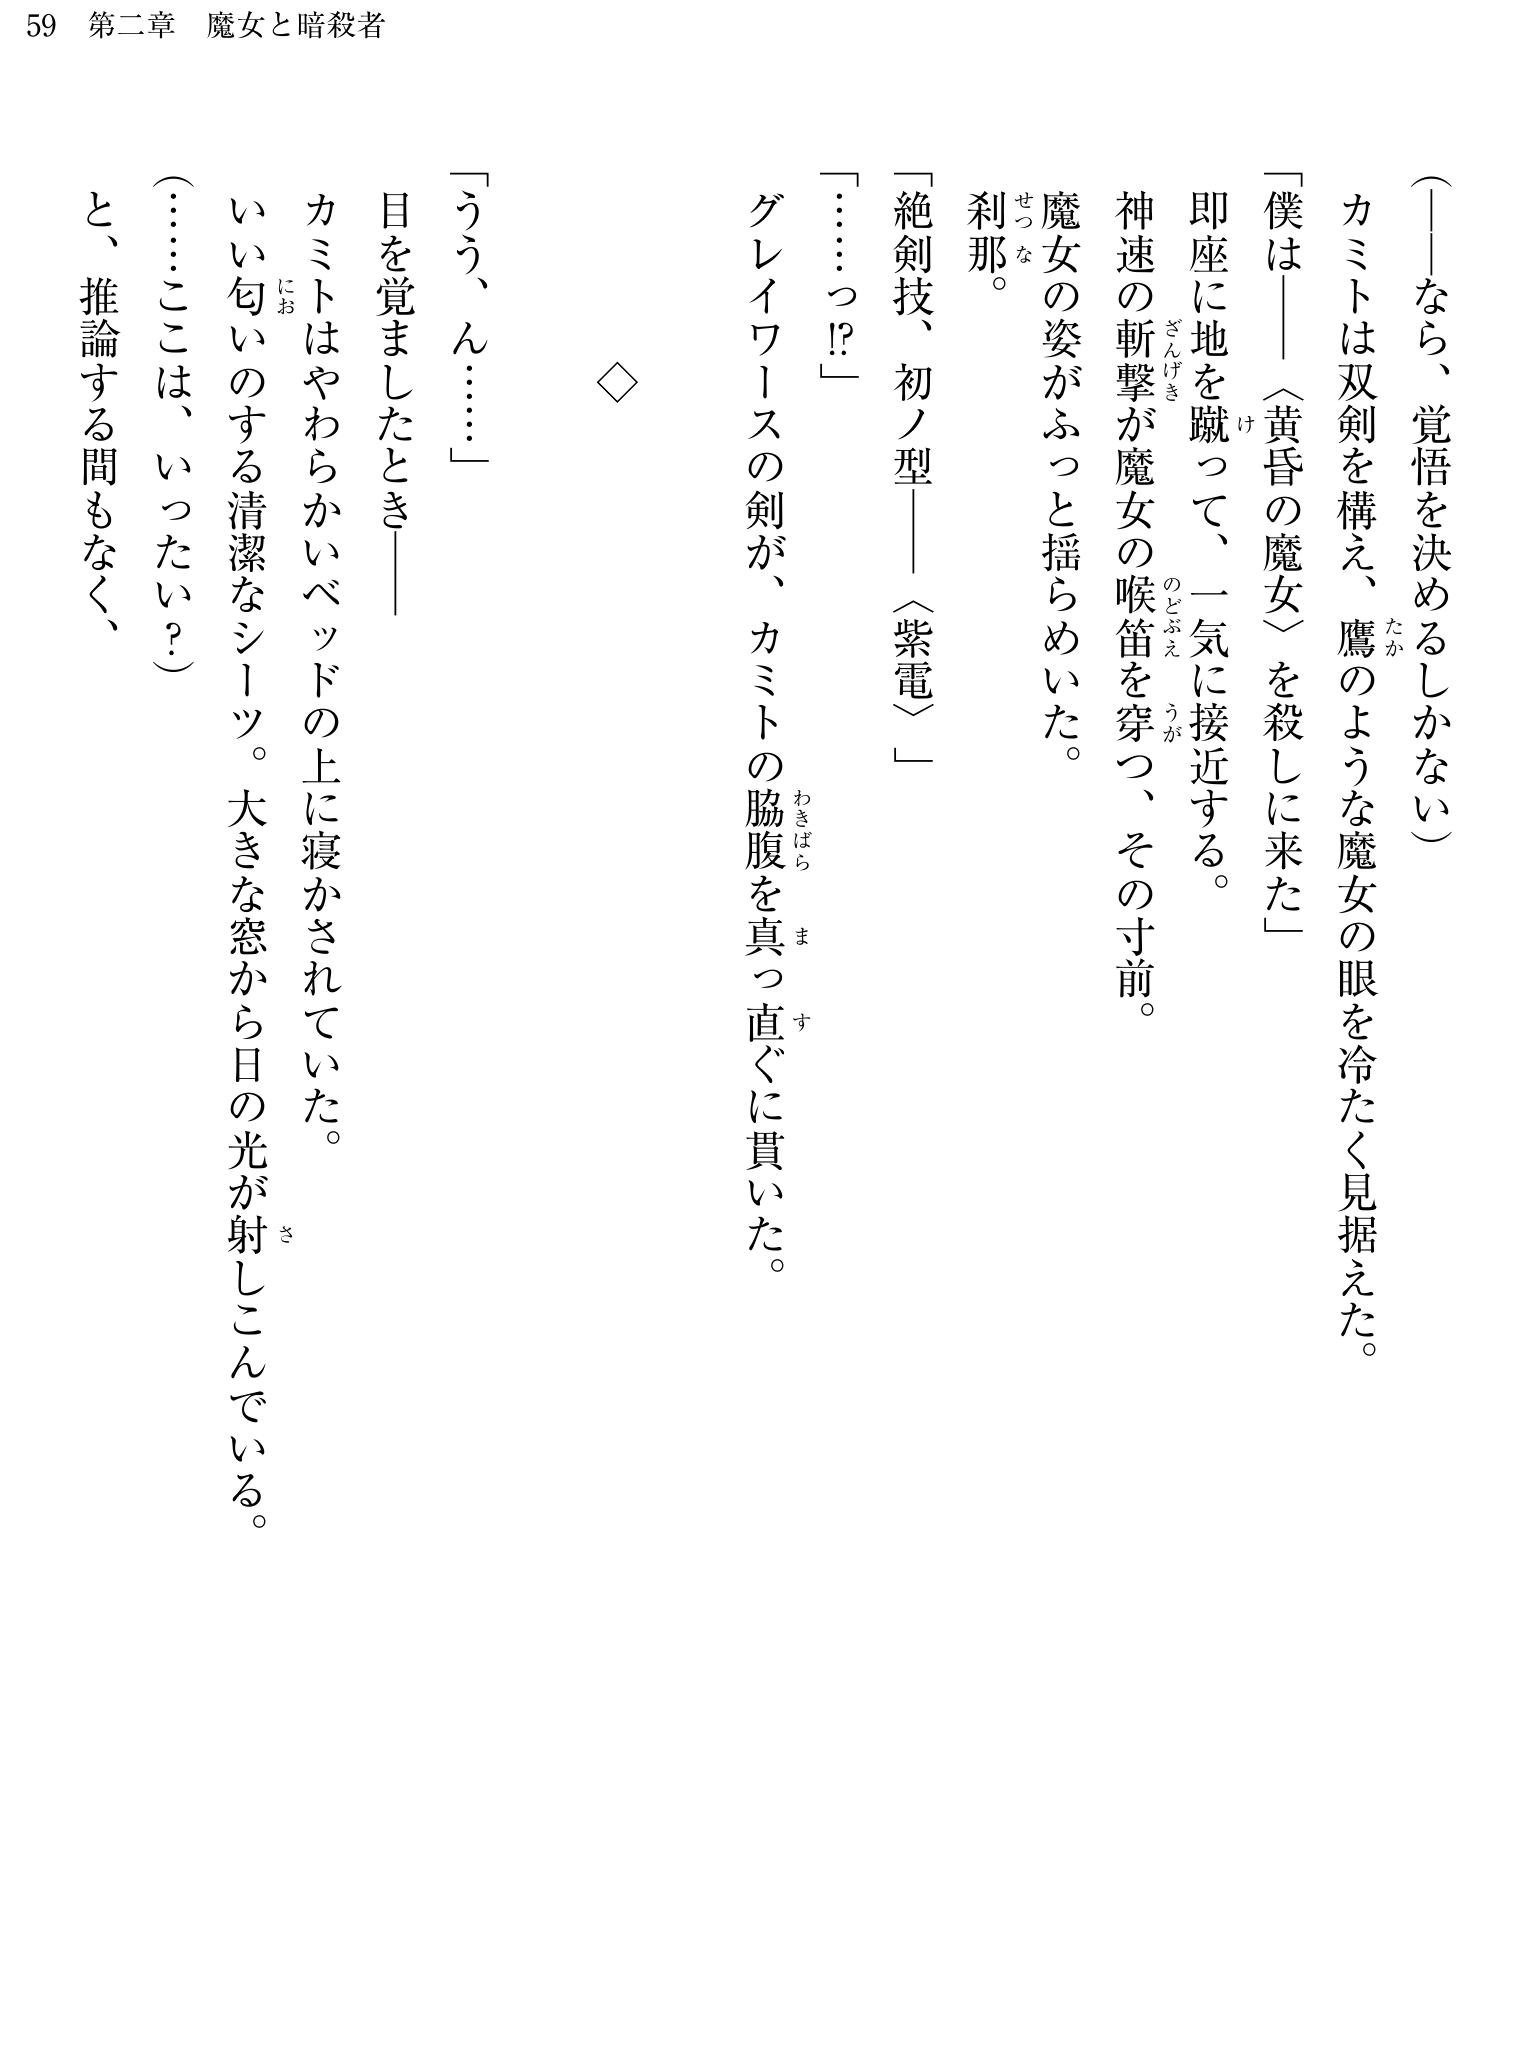 59　第二章　魔女と暗殺者
（――なら、覚悟を決めるしかない）
　カミトは双剣を構え、鷹のような魔女の眼を冷たく見据えた。
「僕は――〈黄昏の魔女〉を殺しに来た」
　即座に地を蹴って、一気に接近する。
　神速の斬撃が魔女の喉笛を穿つ、その寸前。
　魔女の姿がふっと揺らめいた。
　刹那。
「絶剣技、初ノ型――〈紫電〉」
「……っ!?」
　グレイワースの剣が、カミトの脇腹を真っ直ぐに貫いた。
◇
「うう、ん……」
　目を覚ましたとき――
　カミトはやわらかいベッドの上に寝かされていた。
　いい匂いのする清潔なシーツ。大きな窓から日の光が射しこんでいる。
（……ここは、いったい？）
　と、推論する間もなく、